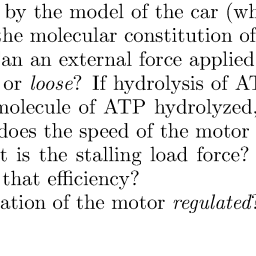 by the model of the car (wh
the molecular constitution of
an an external force applied
or loose? If hydrolysis of AT
molecule of ATP hydrolyzed,
does the speed of the motor
t is the stalling load force?
that efficiency?
ation of the motor regulated?